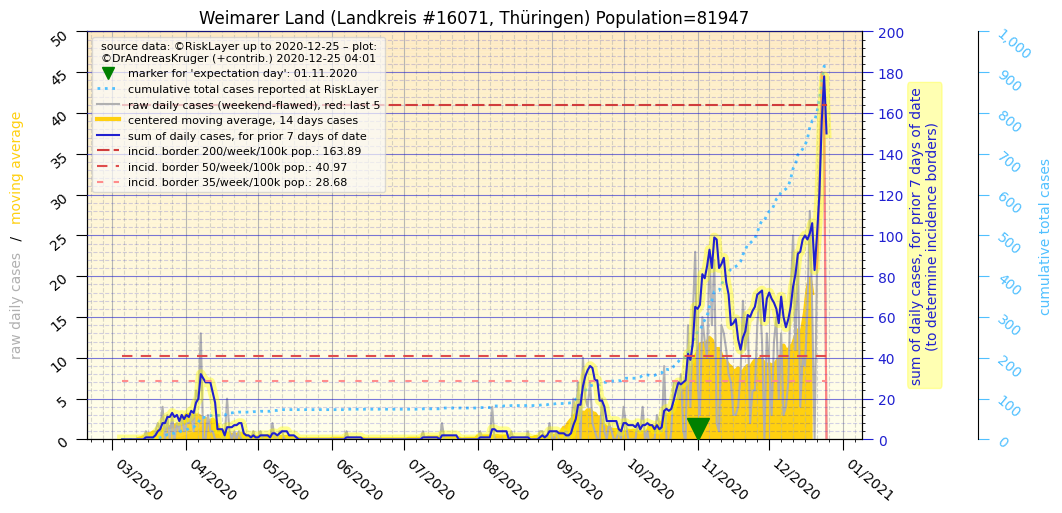 Weimarer Land (Landkreis #16071, Thüringen) Population=81947
source data: ©RiskLayer up to 2020-12-25 – plot:
©DrAndreasKruger (+contrib.) 2020-12-25 04:01
marker for 'expectation day': 01.11.2020
cumulative total cases reported at RiskLayer
raw daily cases (weekend-flawed), red: last 5
centered moving average, 14 days cases
sum of daily cases, for prior 7 days of date
incid. border 200/week/100k pop.: 163.89
incid. border 50/week/100k pop.: 40.97
incid. border 35/week/100k pop.: 28.68
raw daily cases / moving average
50
45
40
35
30
25
20
15
10
5
0
03/2020
04/2020
05/2020
06/2020
07/2020
08/2020
09/2020
10/2020
11/2020
12/2020
01/2021
200
180
160
140
120
100
80
60
40
20
0
sum of daily cases, for prior 7 days of date
(to determine incidence borders)
1,000
900
800
700
600
500
400
300
200
100
0
cumulative total cases